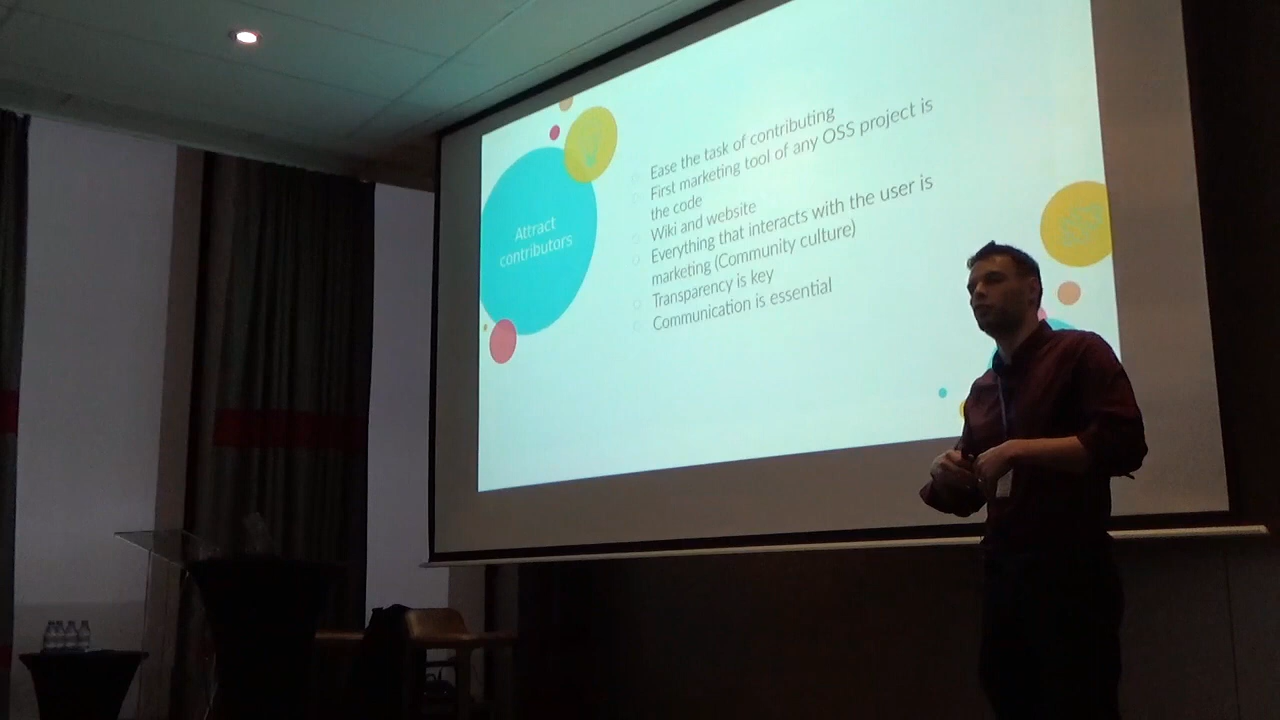 Attract
contributors
Ease the task of contributing
First marketing tool of any OSS project is
the code
Wiki and website
Everything that interacts with the user is
marketing (Community culture)
Transparency is key
Communication is essential